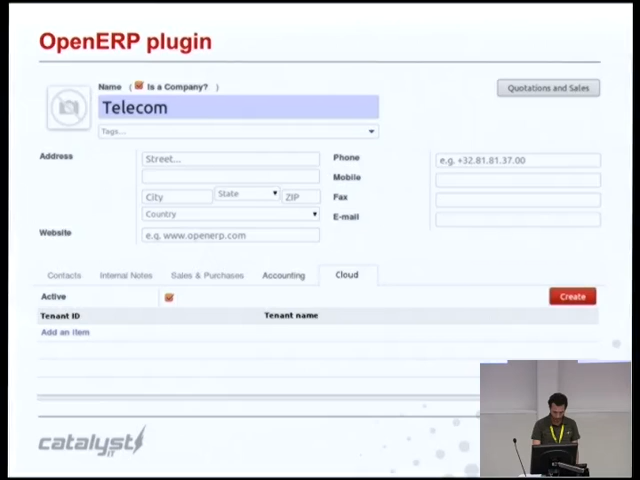 OpenERP plugin
Name ( Is a Company? )
Quotations and Sales
Telecom
Tags...
Address
Street...
City
State
ZIP
Country
Website
e.g. www.openerp.com
Phone
e.g. +32.81.81.37.00
Mobile
Fax
E-mail
Contacts
Internal Notes
Sales & Purchases
Accounting
Cloud
Active
Create
Tenant ID
Tenant name
Add an item
catalyst
IT